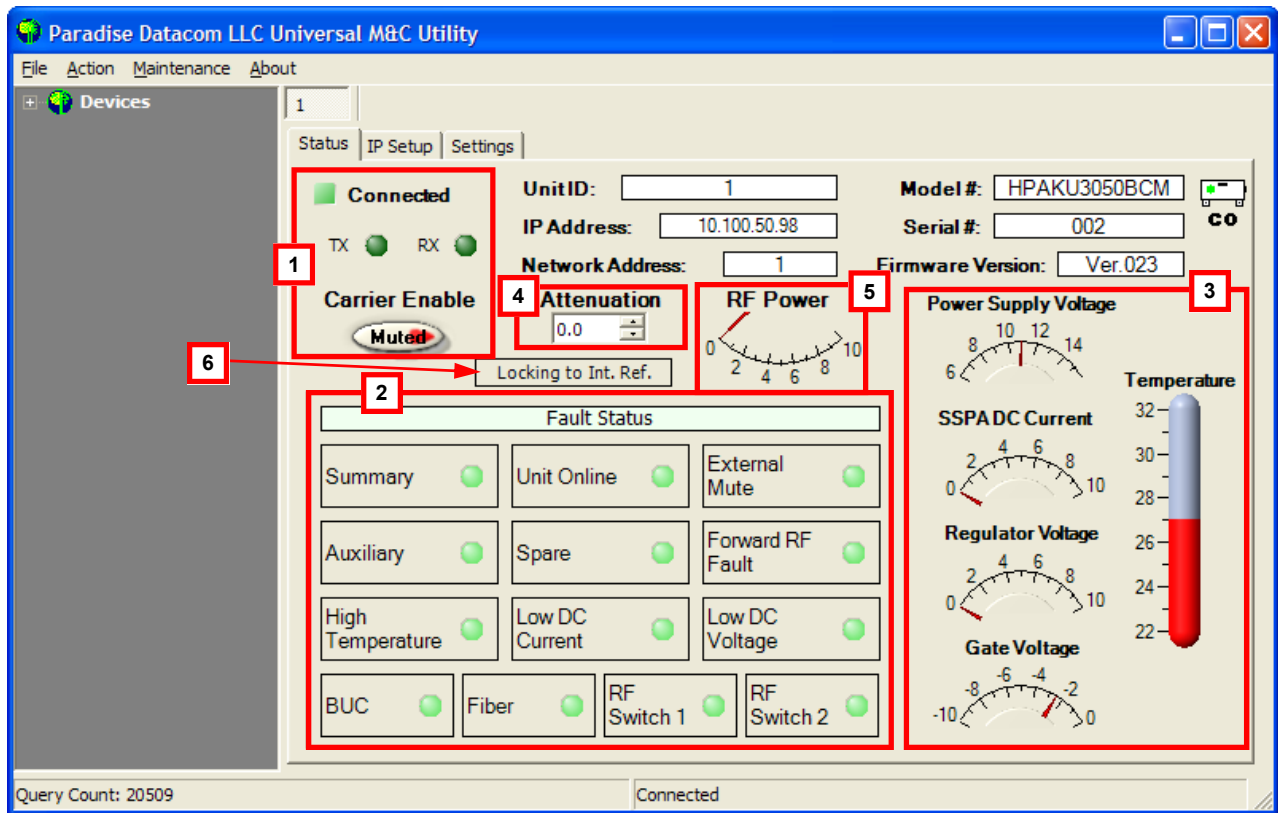 Paradise Datacom LLC Universal M&C Utility
File Action Maintenance About
Devices
1
Status IP Setup Settings
Connected
TX RX
1
Carrier Enable
Muted
Unit ID: 1
IP Address: 10.100.50.98
Network Address: 1
Model #: HPAKU3050BCM
Serial #: 002
Firmware Version: Ver.023
CO
4
Attenuation
0.0
RF Power
5
0 2 4 6 8 10
6
Locking to Int. Ref.
2
Fault Status
Summary
Unit Online
External
Mute
Auxiliary
Spare
Forward RF
Fault
High
Temperature
Low DC
Current
Low DC
Voltage
BUC
Fiber
RF
Switch 1
RF
Switch 2
3
Power Supply Voltage
6 8 10 12 14
SSPA DC Current
0 2 4 6 8 10
Regulator Voltage
0 2 4 6 8 10
Gate Voltage
-10 -8 -6 -4 -2 0
Temperature
32
30
28
26
24
22
Query Count: 20509
Connected